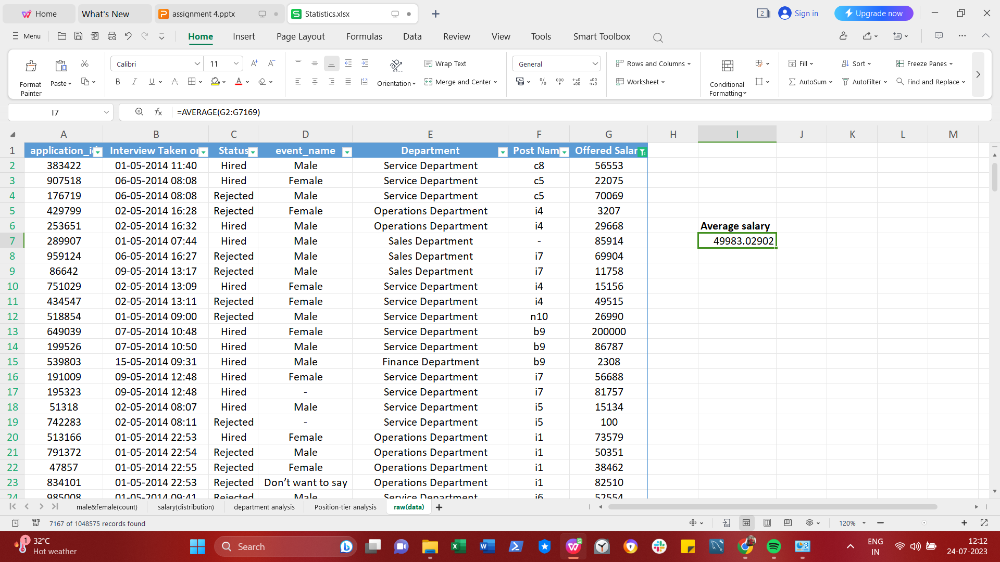 Home What's New assignment 4.pptx Statistics.xlsx Sign in Upgrade now
Menu Home Insert Page Layout Formulas Data Review View Tools Smart Toolbox
Format Painter Paste Calibri 11 Orientation Wrap Text Merge and Center General Rows and Columns Worksheet Conditional Formatting Fill AutoSum Sort AutoFilter Freeze Panes Find and Replace
I7 =AVERAGE(G2:G7169)
A B C D E F G H I J K L M
1 application_i Interview Taken on Status event_name Department Post Nam Offered Salar
2 383422 01-05-2014 11:40 Hired Male Service Department c8 56553
3 907518 06-05-2014 08:08 Hired Female Service Department c5 22075
4 176719 06-05-2014 08:08 Rejected Male Service Department c5 70069
5 429799 02-05-2014 16:28 Rejected Female Operations Department i4 3207
6 253651 02-05-2014 16:32 Hired Male Operations Department i4 29668 Average salary
7 289907 01-05-2014 07:44 Hired Male Sales Department - 85914 49983.02902
8 959124 06-05-2014 16:27 Rejected Male Sales Department i7 69904
9 86642 09-05-2014 13:17 Rejected Male Sales Department i7 11758
10 751029 02-05-2014 13:09 Hired Female Service Department i4 15156
11 434547 02-05-2014 13:11 Rejected Female Service Department i4 49515
12 518854 01-05-2014 09:00 Rejected Male Service Department n10 26990
13 649039 07-05-2014 10:48 Hired Female Service Department b9 200000
14 199526 07-05-2014 10:50 Hired Male Service Department b9 86787
15 539803 15-05-2014 09:31 Hired Male Finance Department b9 2308
16 191009 09-05-2014 12:48 Hired Female Service Department i7 56688
17 195323 09-05-2014 12:48 Hired - Service Department i7 81757
18 51318 02-05-2014 08:07 Hired Male Service Department i5 15134
19 742283 02-05-2014 08:11 Rejected - Service Department i5 100
20 513166 01-05-2014 22:53 Hired Female Operations Department i1 73579
21 791372 01-05-2014 22:54 Rejected Male Operations Department i1 50351
22 47857 01-05-2014 22:55 Rejected Female Operations Department i1 38462
23 834101 01-05-2014 22:53 Rejected Don’t want to say Operations Department i1 82510
24 985008 01-05-2014 09:41 Rejected Male Service Department i6 52554
male&female(count) salary(distribution) department analysis Position-tier analysis raw(data)
7167 of 1048575 records found 120%
32°C Hot weather Search ENG IN 12:12 24-07-2023